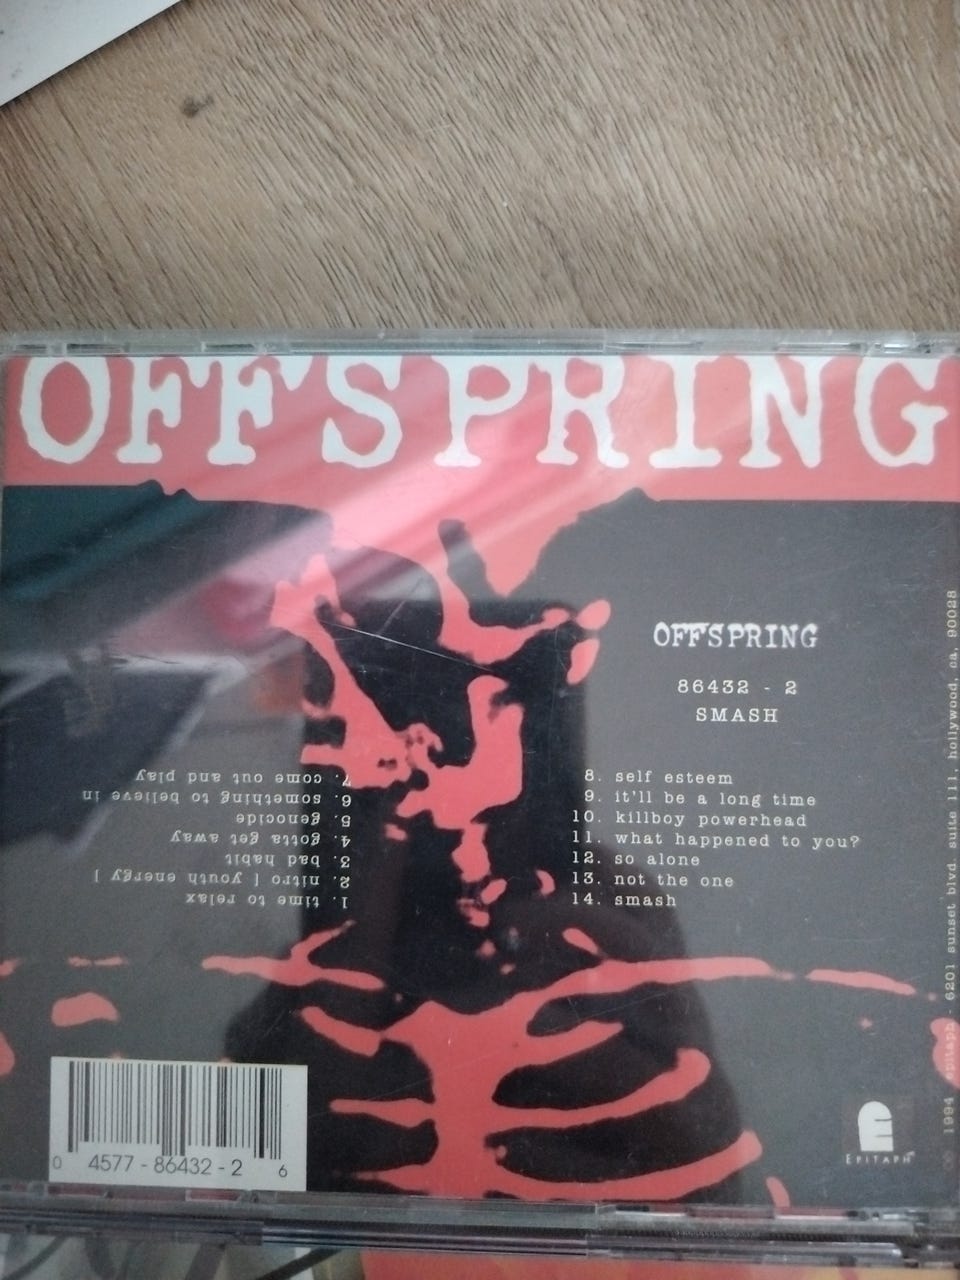 OFFSPRING
OFFSPRING
86432 - 2
SMASH
1. time to relax
2. nitro [ youth energy ]
3. bad habit
4. gotta get away
5. genocide
6. something to believe in
7. come out and play
8. self esteem
9. it'll be a long time
10. killboy powerhead
11. what happened to you?
12. so alone
13. not the one
14. smash
0 4577 - 86432 - 2 6
EPITAPH
1994 epitaph - 6201 sunset blvd. suite 111, hollywood, ca, 90028